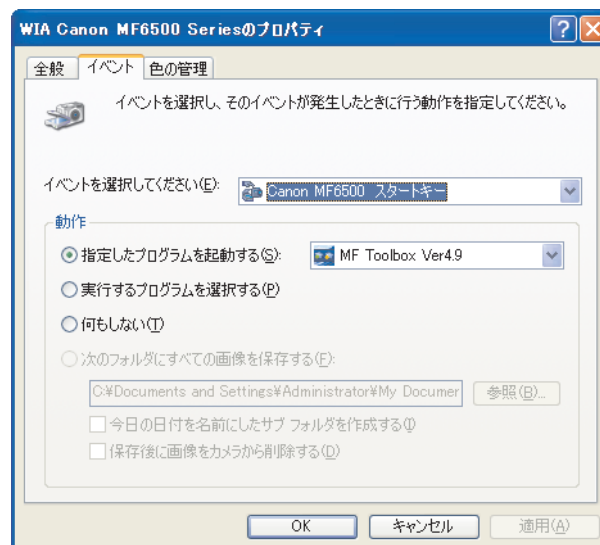 WIA Canon MF6500 Seriesのプロパティ
全般 イベント 色の管理
イベントを選択し、そのイベントが発生したときに行う動作を指定してください。
イベントを選択してください(E): Canon MF6500 スタートキー
動作
指定したプログラムを起動する(S): MF Toolbox Ver4.9
実行するプログラムを選択する(P)
何もしない(T)
次のフォルダにすべての画像を保存する(F):
C:¥Documents and Settings¥Administrator¥My Documer 参照(B)...
今日の日付を名前にしたサブ フォルダを作成する(I)
保存後に画像をカメラから削除する(D)
OK キャンセル 適用(A)